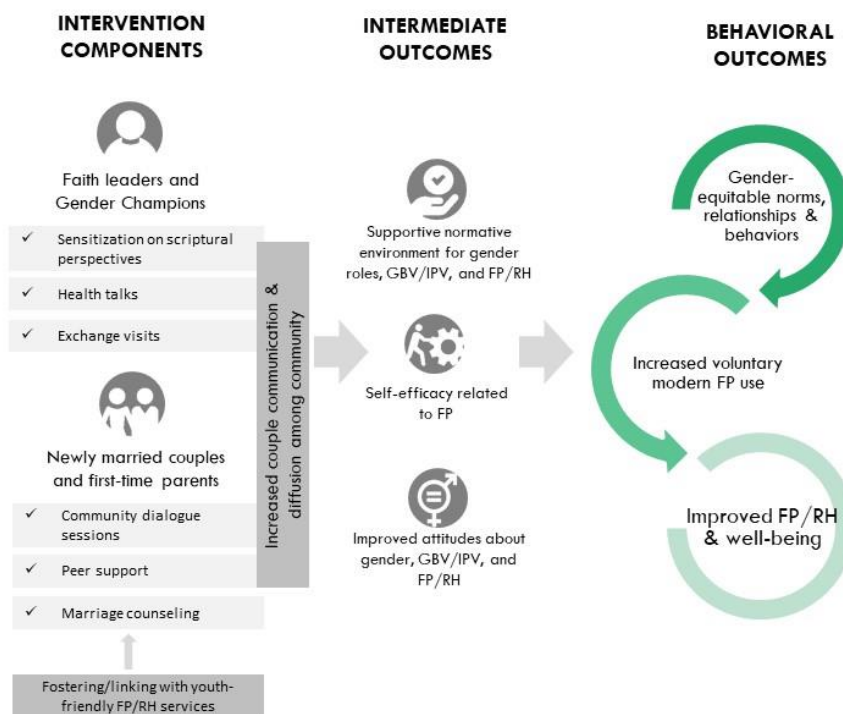 INTERVENTION
COMPONENTS
Faith leaders and
Gender Champions
✓ Sensitization on scriptural
perspectives
✓ Health talks
✓ Exchange visits
Newly married couples
and first-time parents
✓ Community dialogue
sessions
✓ Peer support
✓ Marriage counseling
Fostering/linking with youth-
friendly FP/RH services
Increased couple communication &
diffusion among community
INTERMEDIATE
OUTCOMES
Supportive normative
environment for gender
roles, GBV/IPV, and FP/RH
Self-efficacy related
to FP
Improved attitudes about
gender, GBV/IPV, and
FP/RH
BEHAVIORAL
OUTCOMES
Gender-
equitable norms,
relationships &
behaviors
Increased voluntary
modern FP use
Improved FP/RH
& well-being